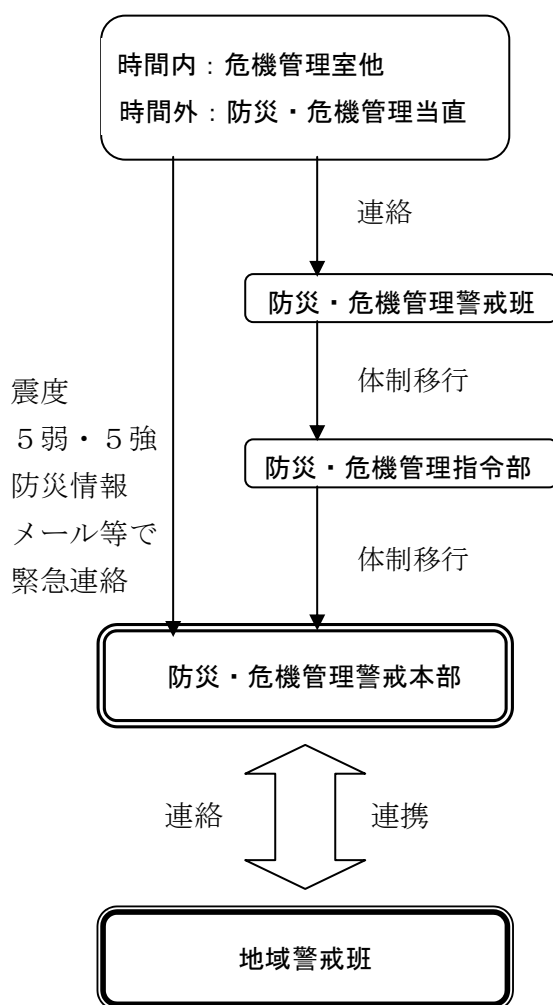 時間内：危機管理室他
時間外：防災・危機管理当直
連絡
防災・危機管理警戒班
体制移行
防災・危機管理指令部
震度
５弱・５強
防災情報
メール等で
緊急連絡
体制移行
防災・危機管理警戒本部
連絡
連携
地域警戒班